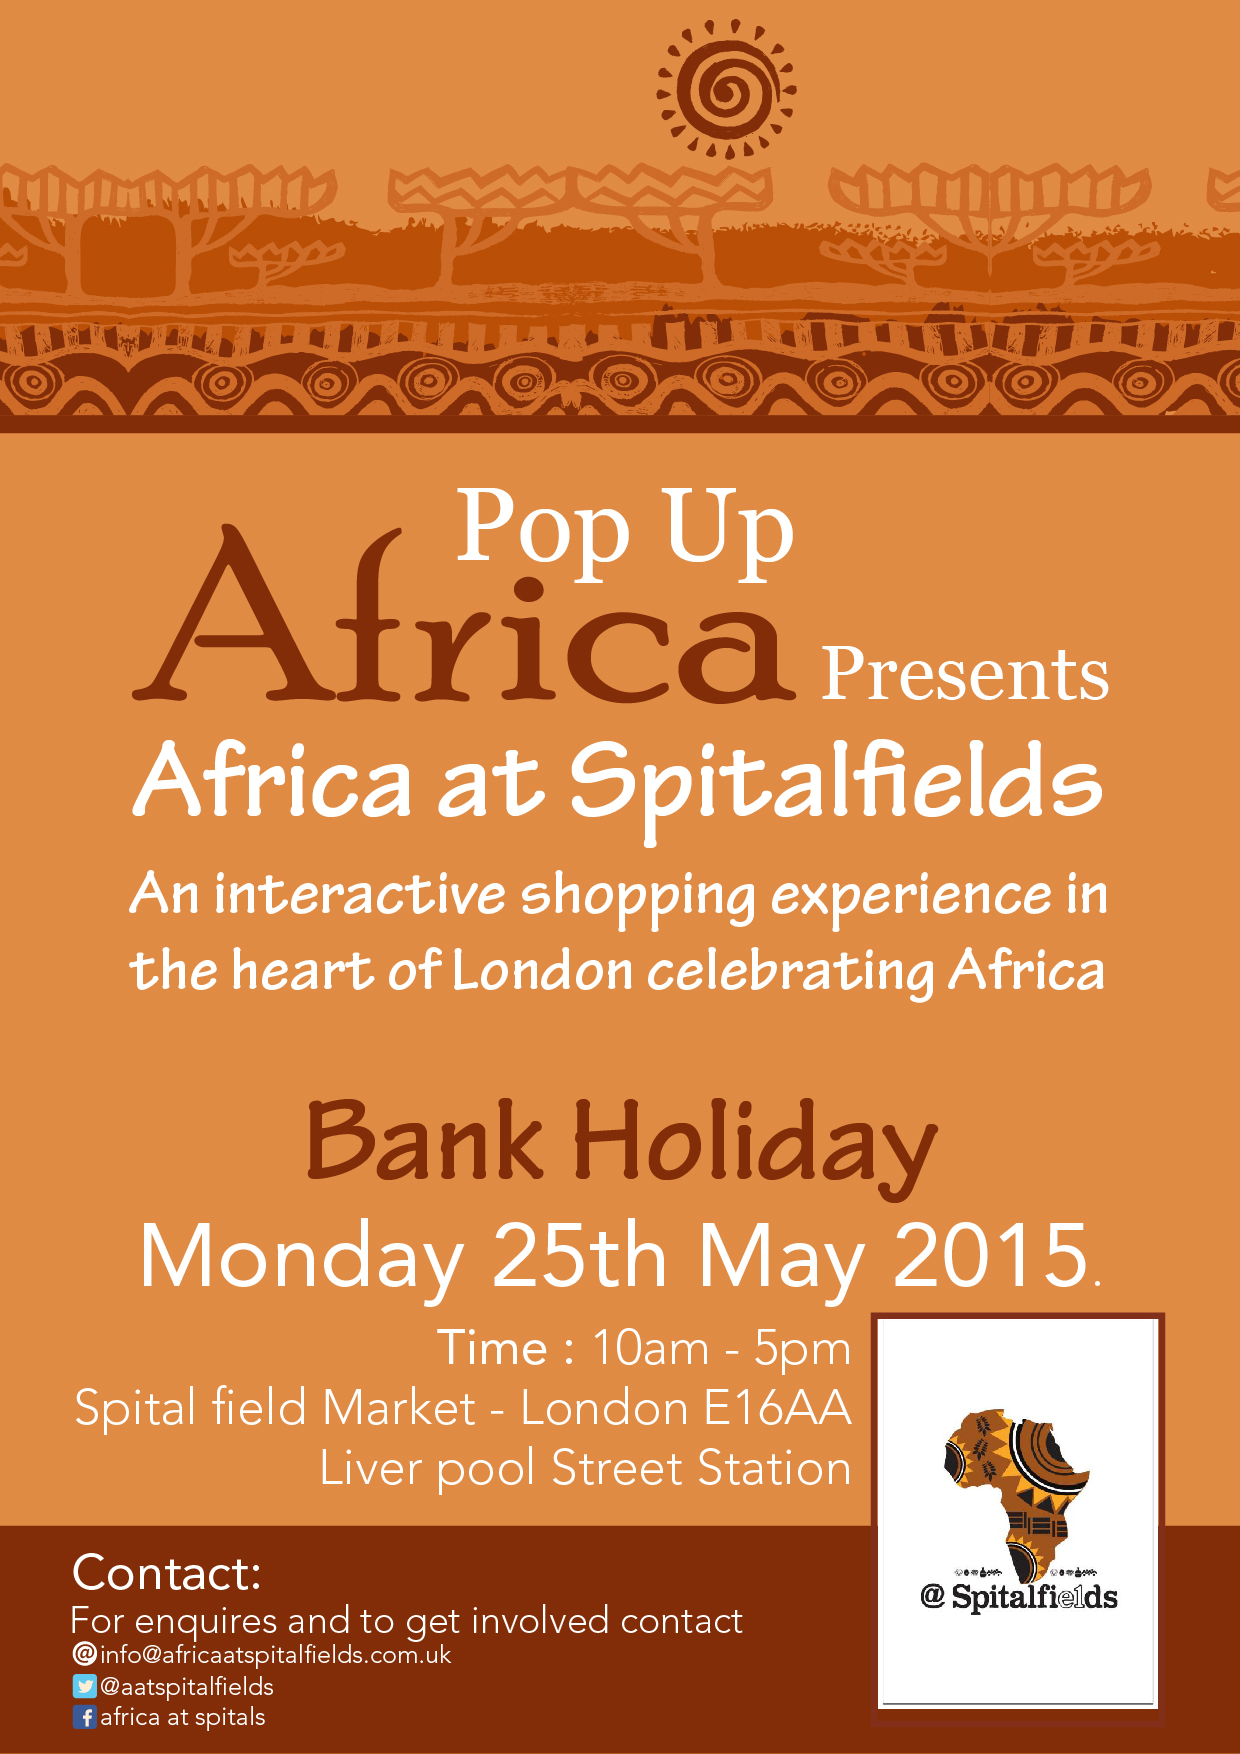 Pop Up
Africa Presents
Africa at Spitalfields
An interactive shopping experience in
the heart of London celebrating Africa
Bank Holiday
Monday 25th May 2015.
Time : 10am - 5pm
Spital field Market - London E16AA
Liver pool Street Station
@ Spitalfields
Contact:
For enquires and to get involved contact
@ info@africaatspitalfields.com.uk
@aatspitalfields
f africa at spitals